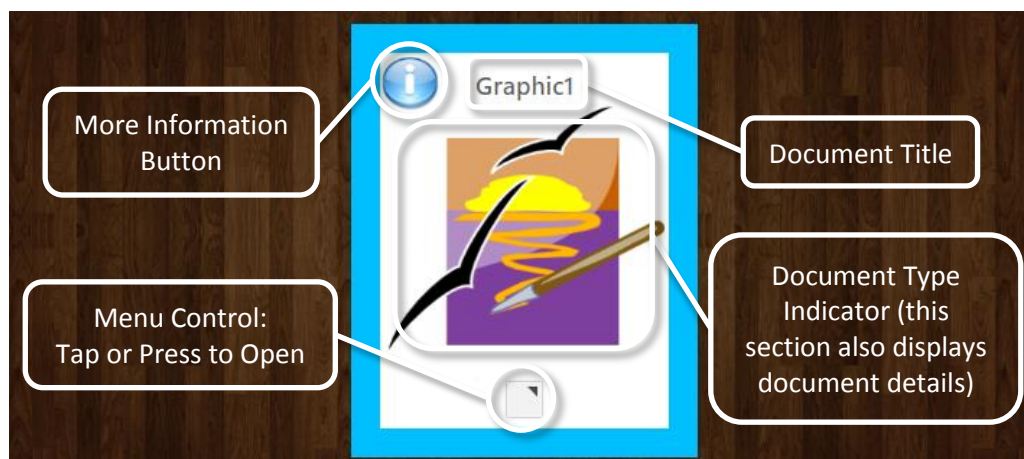 i
Graphic1
More Information
Button
Document Title
Document Type
Indicator (this
section also displays
document details)
Menu Control:
Tap or Press to Open